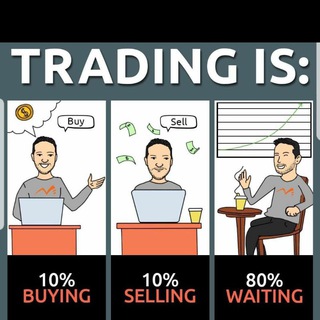 TRADING IS:
Buy
Sell
10%
BUYING
10%
SELLING
80%
WAITING